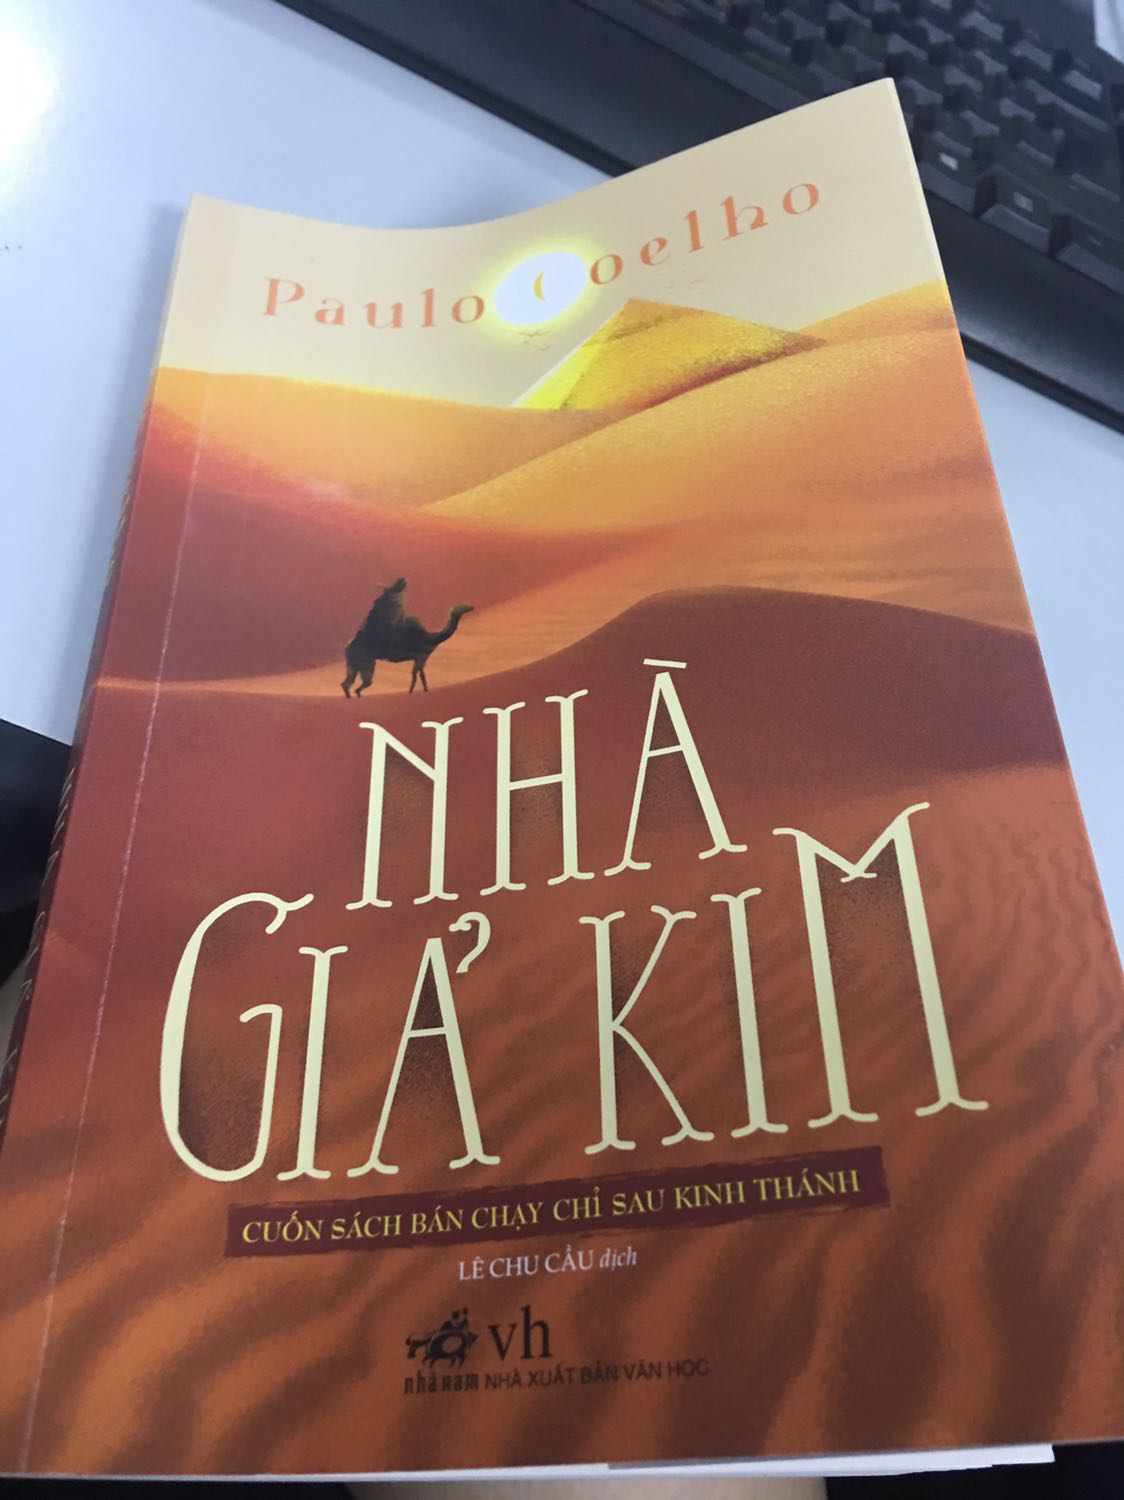 Paulo Coelho
NHÀ
GIẢ KIM
CUỐN SÁCH BÁN CHẠY CHỈ SAU KINH THÁNH
LÊ CHU CẦU dịch
vh
nhã nam NHÀ XUẤT BẢN VĂN HỌC